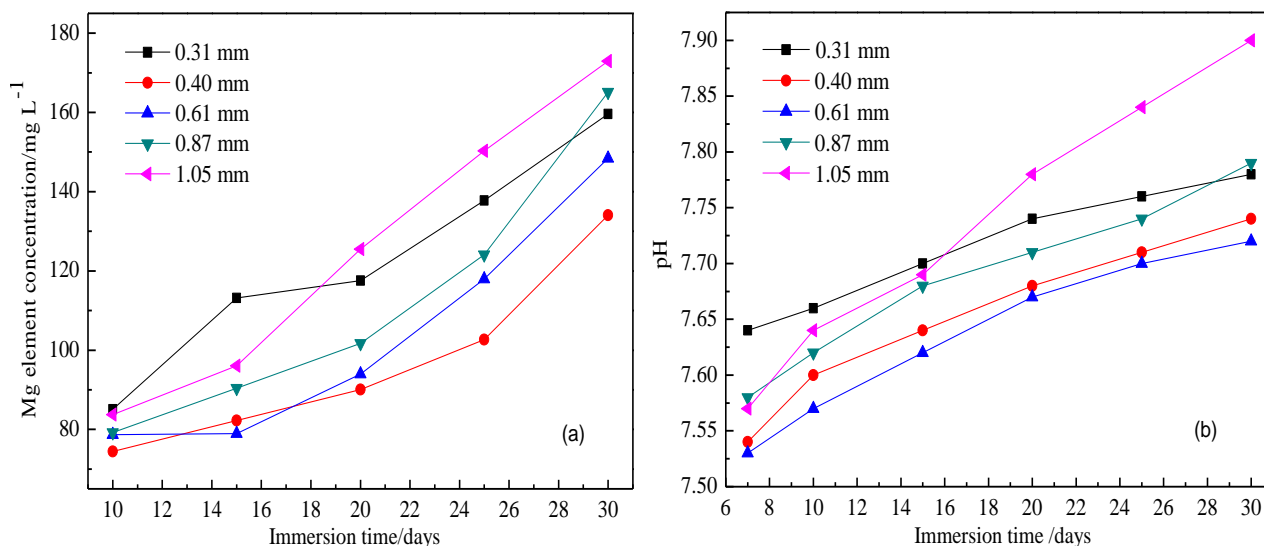 Mg element concentration/mg L⁻¹
180
160
140
120
100
80
0.31 mm
0.40 mm
0.61 mm
0.87 mm
1.05 mm
(a)
10 12 14 16 18 20 22 24 26 28 30
Immersion time/days
pH
7.90
7.85
7.80
7.75
7.70
7.65
7.60
7.55
7.50
0.31 mm
0.40 mm
0.61 mm
0.87 mm
1.05 mm
(b)
6 8 10 12 14 16 18 20 22 24 26 28 30
Immersion time /days